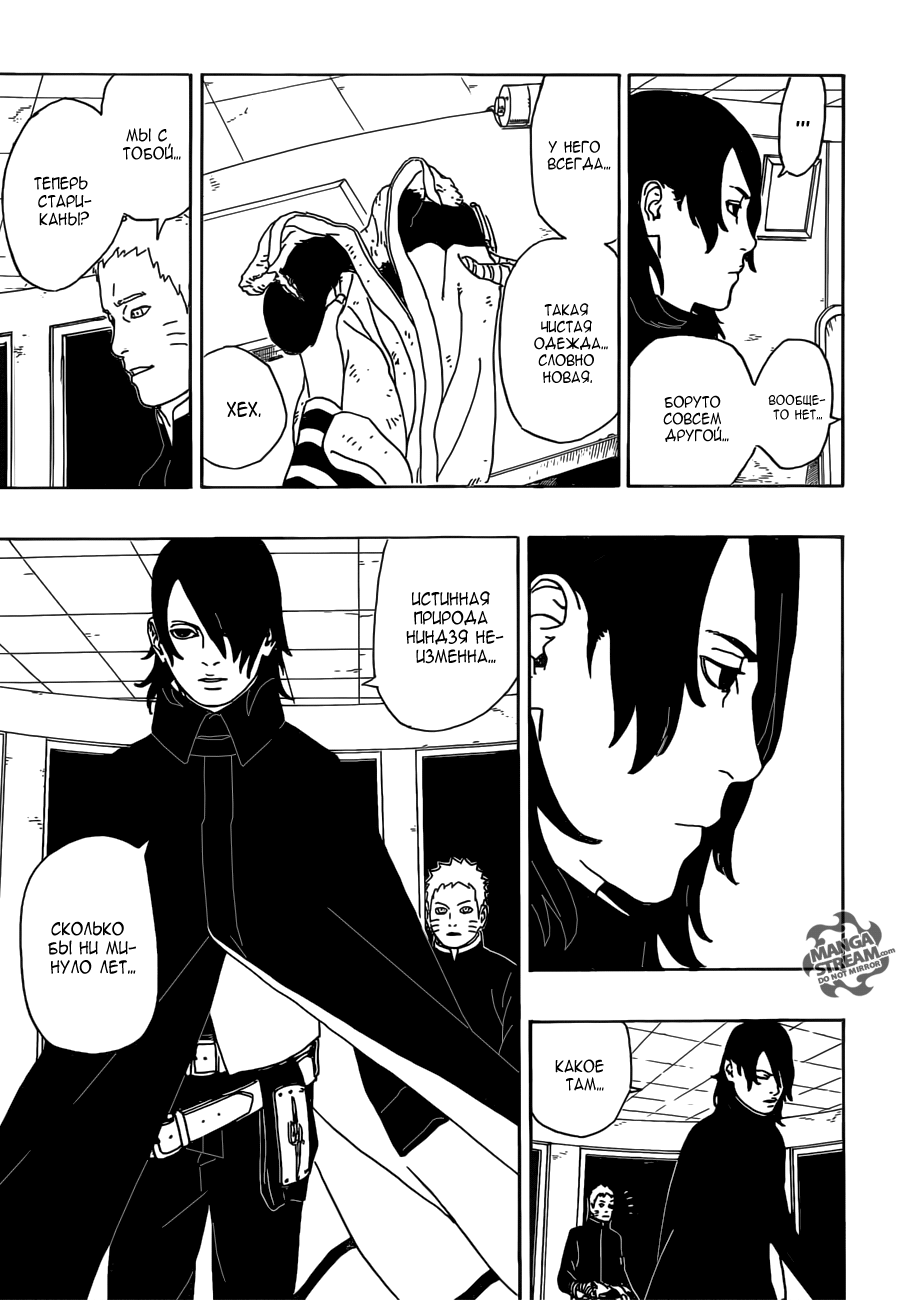 ...
ВООБЩЕ-
ТО НЕТ...
БОРУТО
СОВСЕМ
ДРУГОЙ...
У НЕГО
ВСЕГДА...
ТАКАЯ
ЧИСТАЯ
ОДЕЖДА...
СЛОВНО
НОВАЯ.
ХЕХ.
МЫ С
ТОБОЙ...
ТЕПЕРЬ
СТАРИ-
КАНЫ?
ИСТИННАЯ
ПРИРОДА
НИНДЗЯ НЕ-
ИЗМЕННА...
СКОЛЬКО
БЫ НИ МИ-
НУЛО ЛЕТ...
КАКОЕ
ТАМ...
MANGA
STREAM.com
DO NOT MIRROR